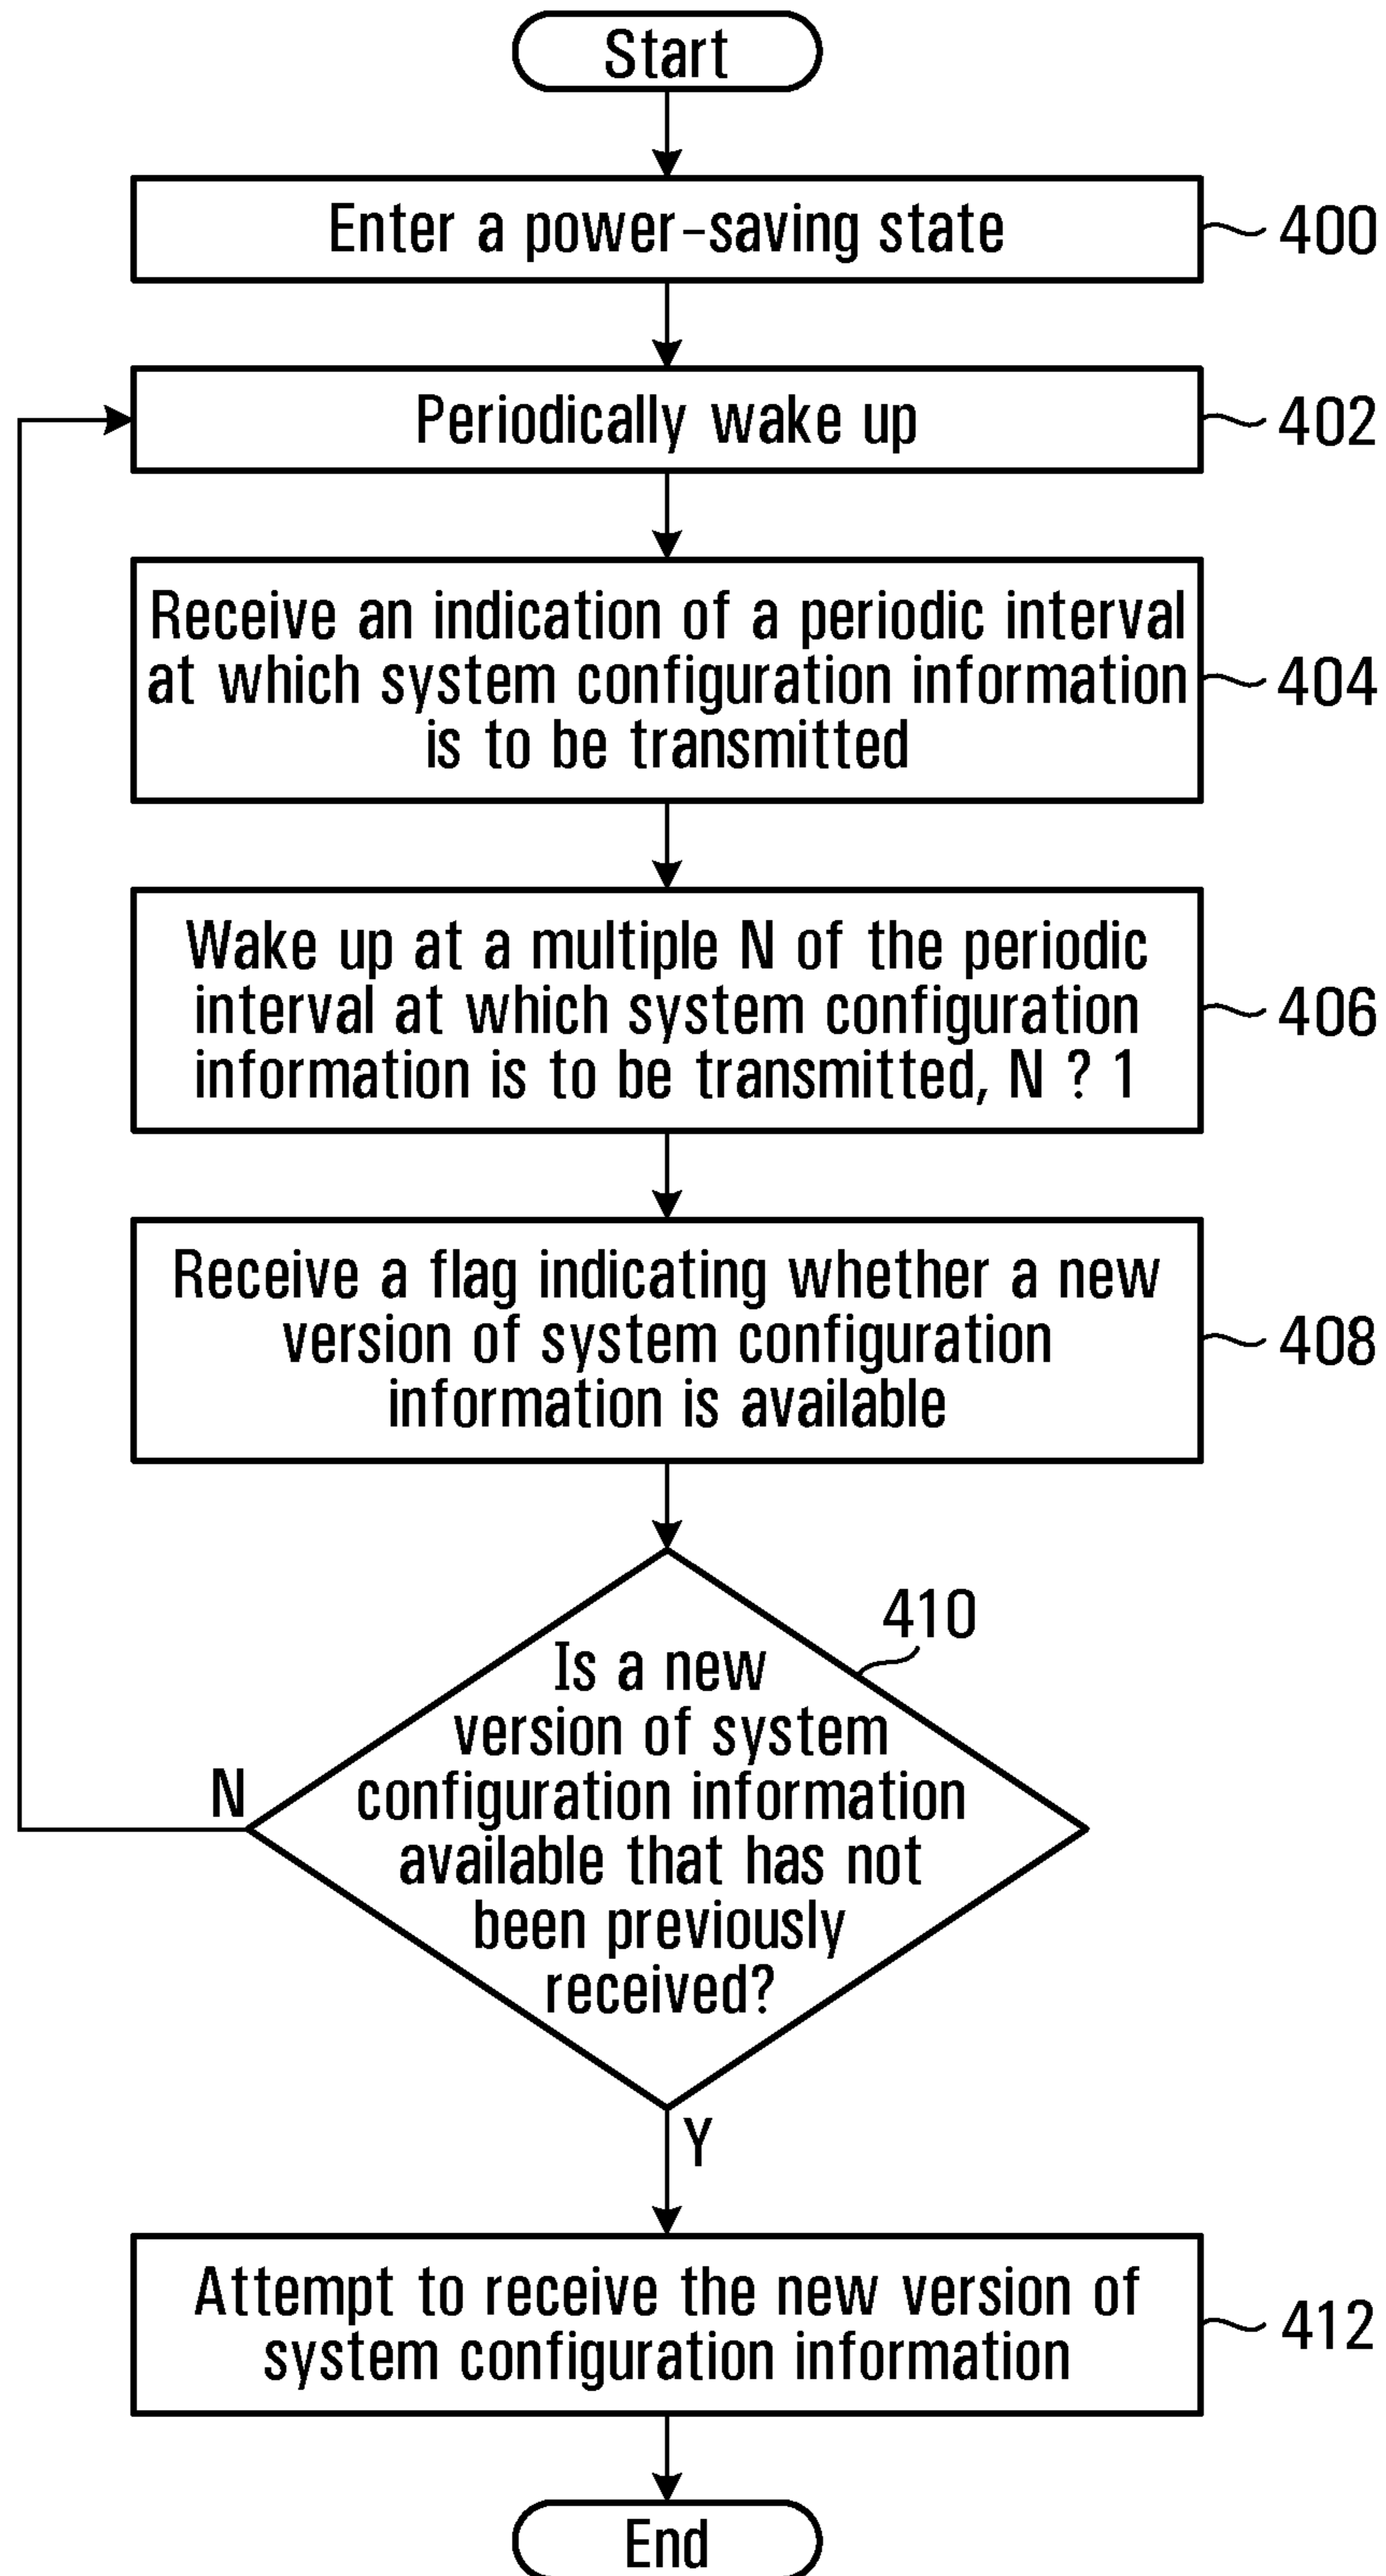 Start
Enter a power-saving state
400
Periodically wake up
402
Receive an indication of a periodic interval
at which system configuration information
is to be transmitted
404
Wake up at a multiple N of the periodic
interval at which system configuration
information is to be transmitted, N ? 1
406
Receive a flag indicating whether a new
version of system configuration
information is available
408
410
Is a new
version of system
configuration information
available that has not
been previously
received?
N
Y
Attempt to receive the new version of
system configuration information
412
End